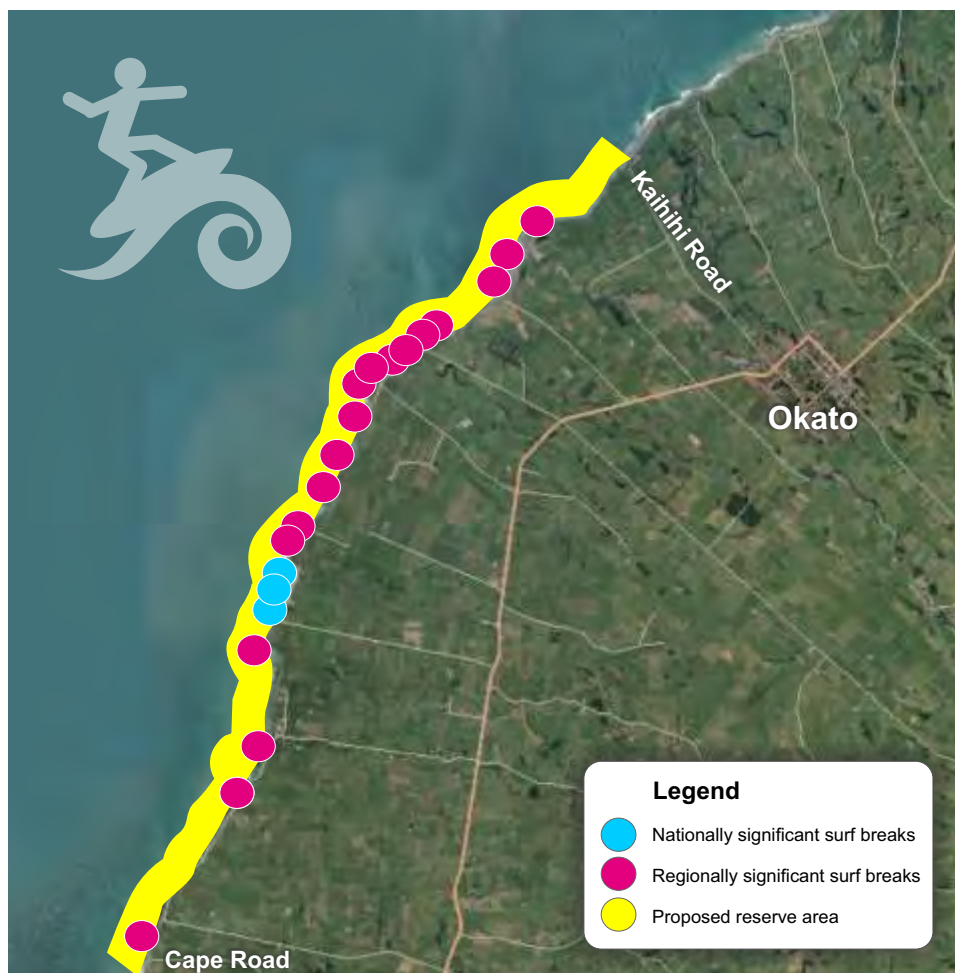 Kaihihi Road
Okato
Legend
Nationally significant surf breaks
Regionally significant surf breaks
Proposed reserve area
Cape Road